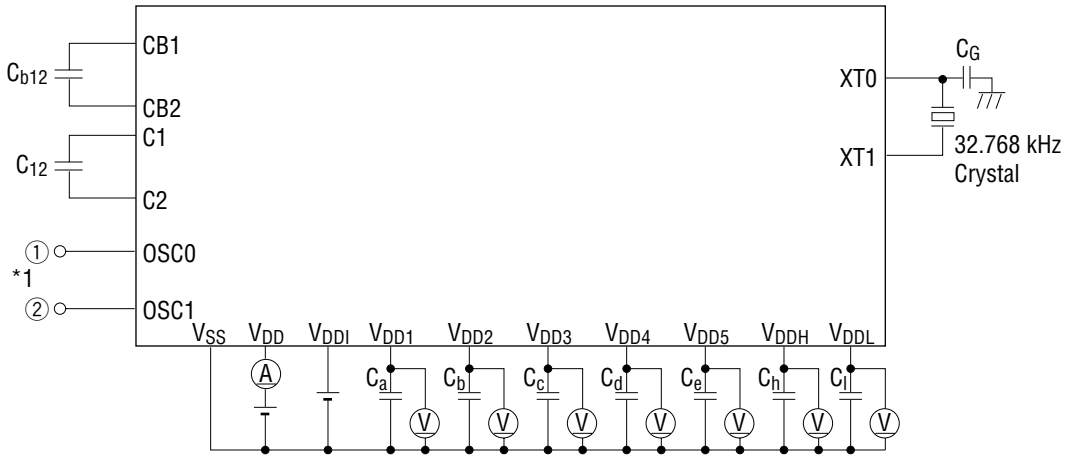 CB1
Cb12
CB2
C1
C12
C2
① OSC0
*1
② OSC1
XT0
CG
XT1
32.768 kHz
Crystal
VSS VDD VDDI VDD1 VDD2 VDD3 VDD4 VDD5 VDDH VDDL
A Ca Cb Cc Cd Ce Ch Cl
V V V V V V V